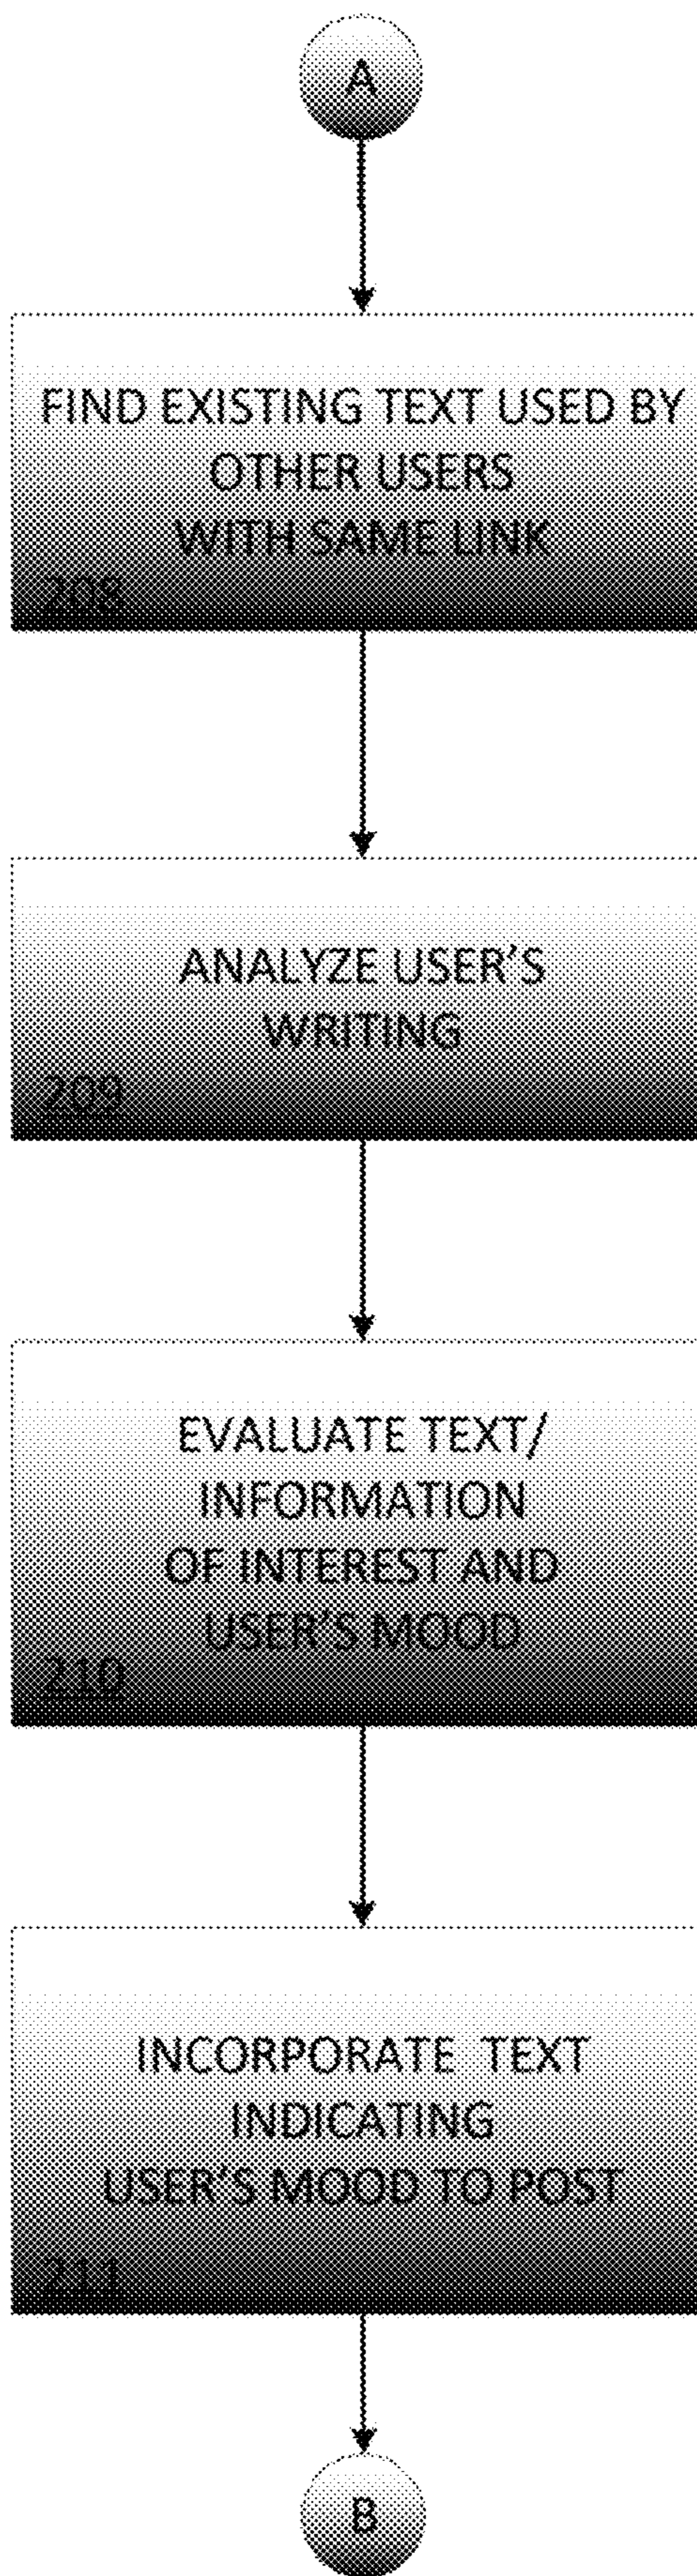 A
FIND EXISTING TEXT USED BY
OTHER USERS
WITH SAME LINK
208
ANALYZE USER'S
WRITING
209
EVALUATE TEXT/
INFORMATION
OF INTEREST AND
USER'S MOOD
210
INCORPORATE TEXT
INDICATING
USER'S MOOD TO POST
211
B